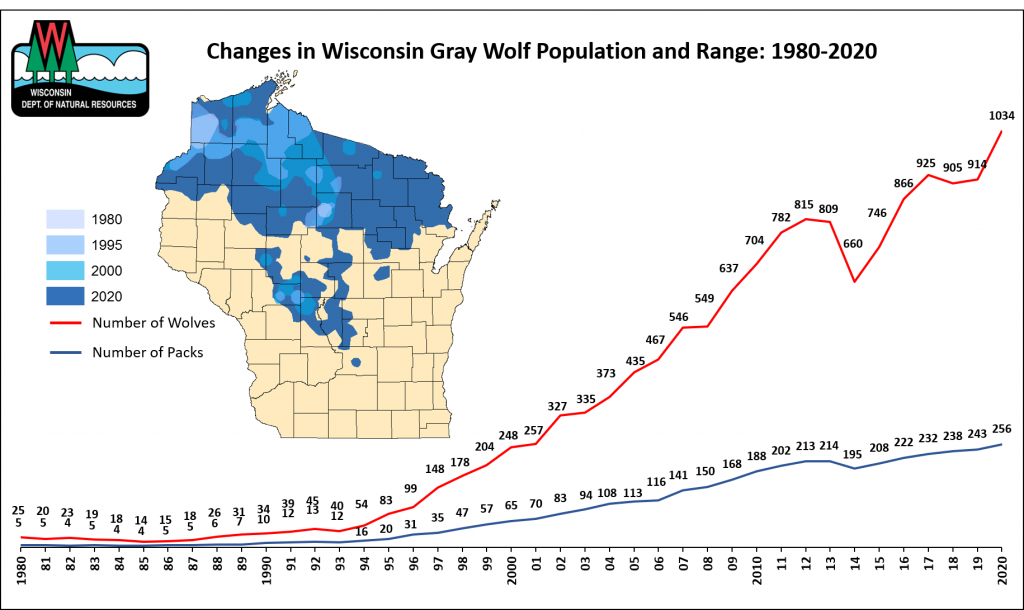 WISCONSIN
DEPT. OF NATURAL RESOURCES
Changes in Wisconsin Gray Wolf Population and Range: 1980-2020
1980
1995
2000
2020
Number of Wolves
Number of Packs
25 20 23 19 18 14 15 18 26 31 34 39 45 40 54 83 99 148 178 204 248 257 327 335 373 435 467 546 549 637 704 782 815 809 660 746 866 925 905 914 1034
5 5 4 5 4 4 5 5 6 7 10 12 13 12 16 20 31 35 47 57 65 70 83 94 108 113 116 141 150 168 188 202 213 214 195 208 222 232 238 243 256
1980 81 82 83 84 85 86 87 88 89 1990 91 92 93 94 95 96 97 98 99 2000 01 02 03 04 05 06 07 08 09 2010 11 12 13 14 15 16 17 18 19 2020